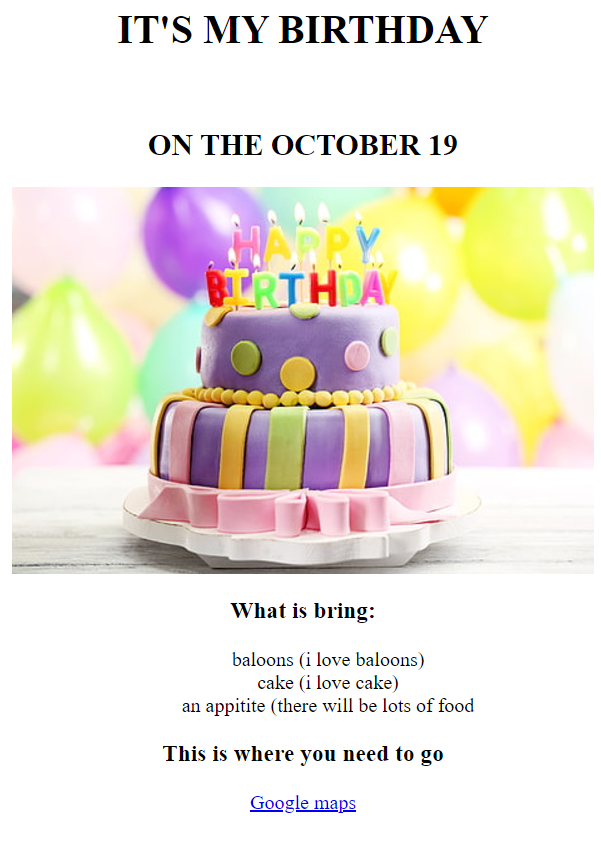 IT'S MY BIRTHDAY
ON THE OCTOBER 19
HAPPY
BIRTHDAY
What is bring:
baloons (i love baloons)
cake (i love cake)
an appitite (there will be lots of food
This is where you need to go
Google maps